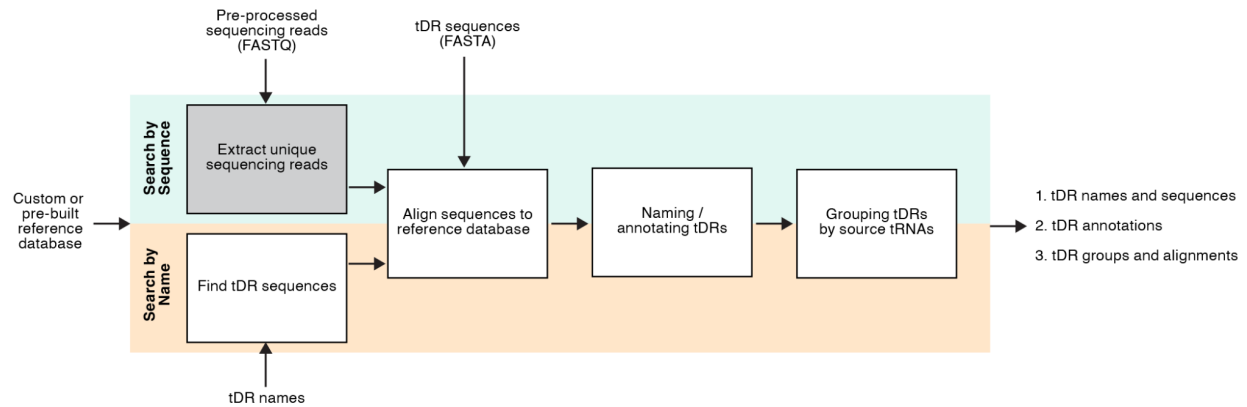 Pre-processed
sequencing reads
(FASTQ)
tDR sequences
(FASTA)
Search by
Sequence
Extract unique
sequencing reads
Custom or
pre-built
reference
database
Align sequences to
reference database
Naming /
annotating tDRs
Grouping tDRs
by source tRNAs
1. tDR names and sequences
2. tDR annotations
3. tDR groups and alignments
Search by
Name
Find tDR sequences
tDR names